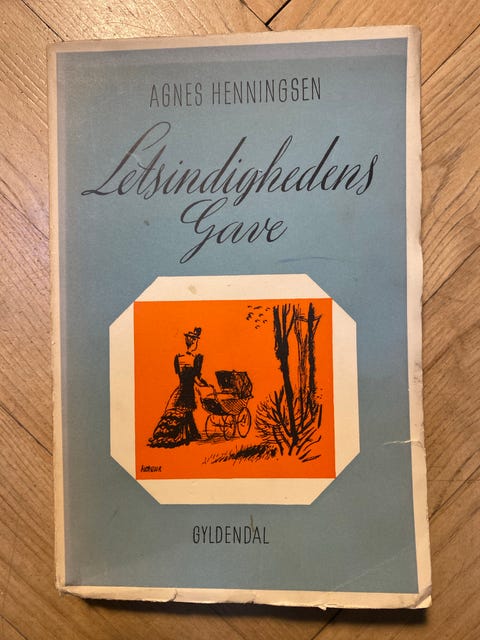 AGNES HENNINGSEN
Letsindighedens
Gave
GYLDENDAL